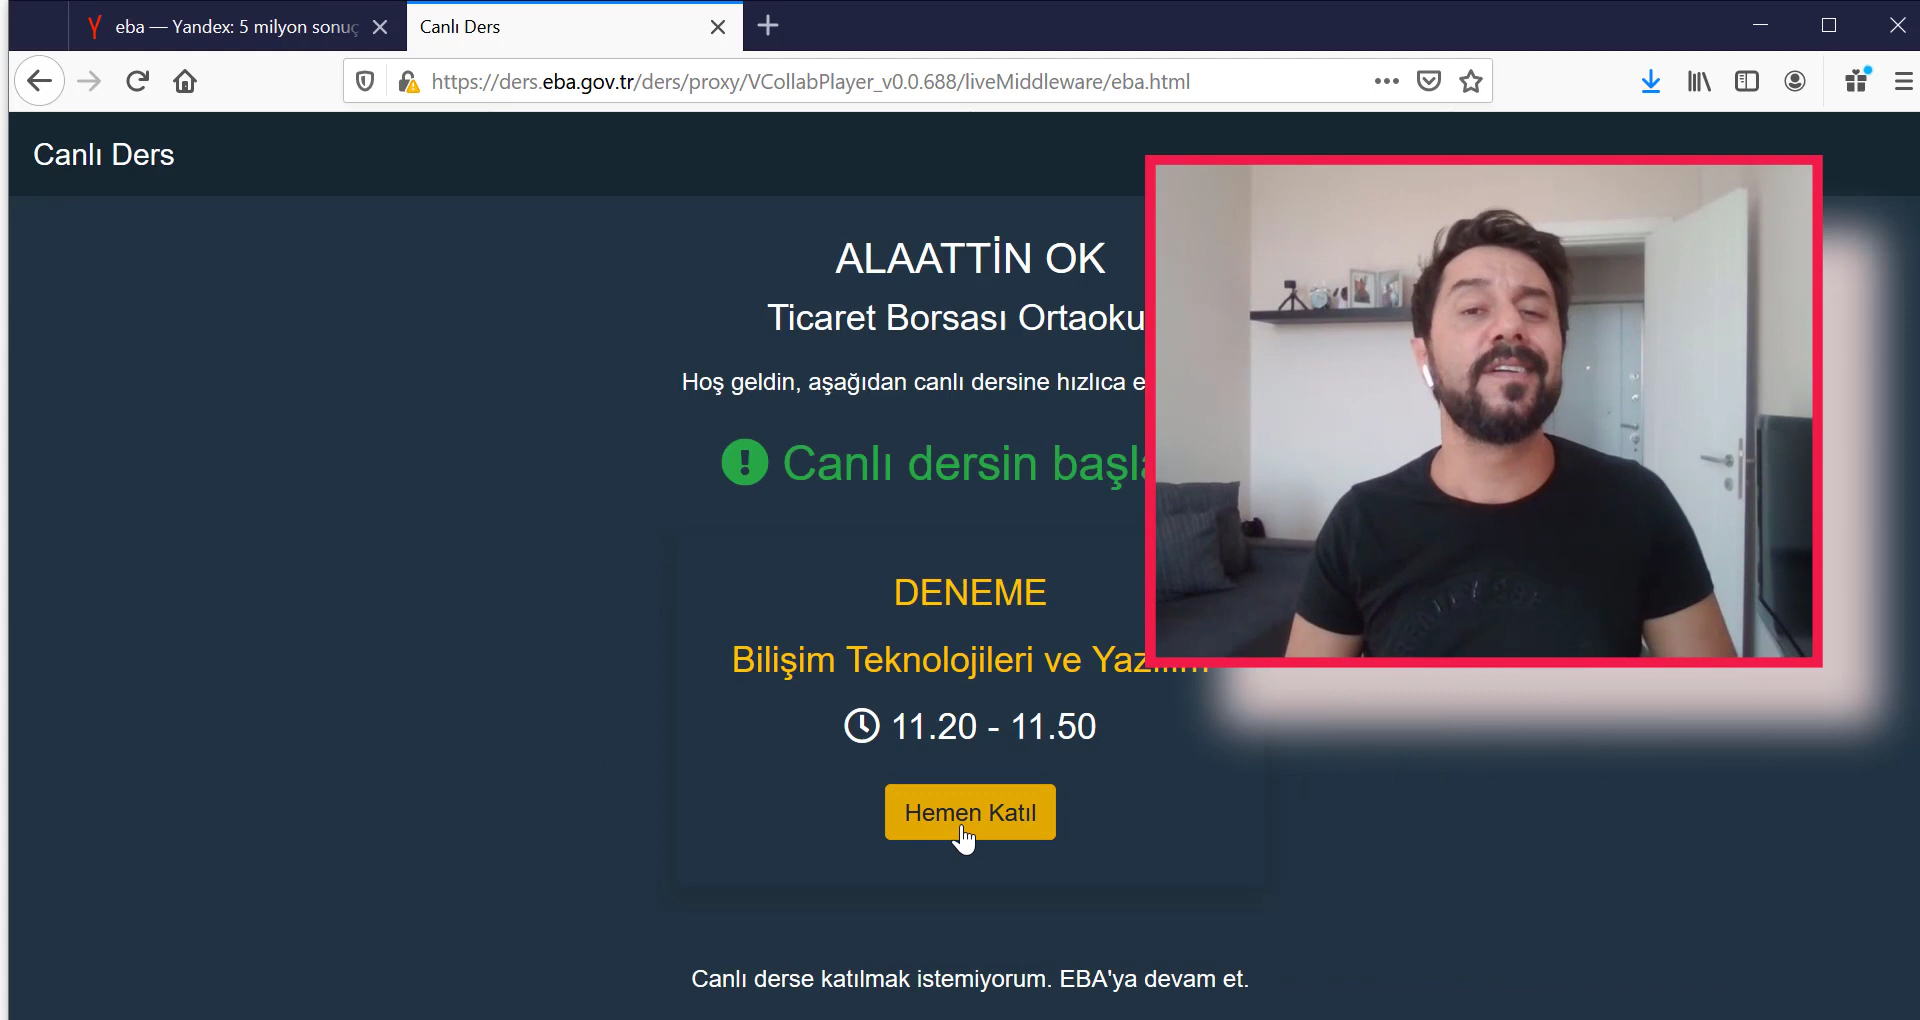 eba — Yandex: 5 milyon sonuç
Canlı Ders
https://ders.eba.gov.tr/ders/proxy/VCollabPlayer_v0.0.688/liveMiddleware/eba.html
Canlı Ders
ALAATTİN OK
Ticaret Borsası Ortaoku
Hoş geldin, aşağıdan canlı dersine hızlıca e
Canlı dersin başla
DENEME
Bilişim Teknolojileri ve Yazılım
11.20 - 11.50
Hemen Katıl
Canlı derse katılmak istemiyorum. EBA'ya devam et.